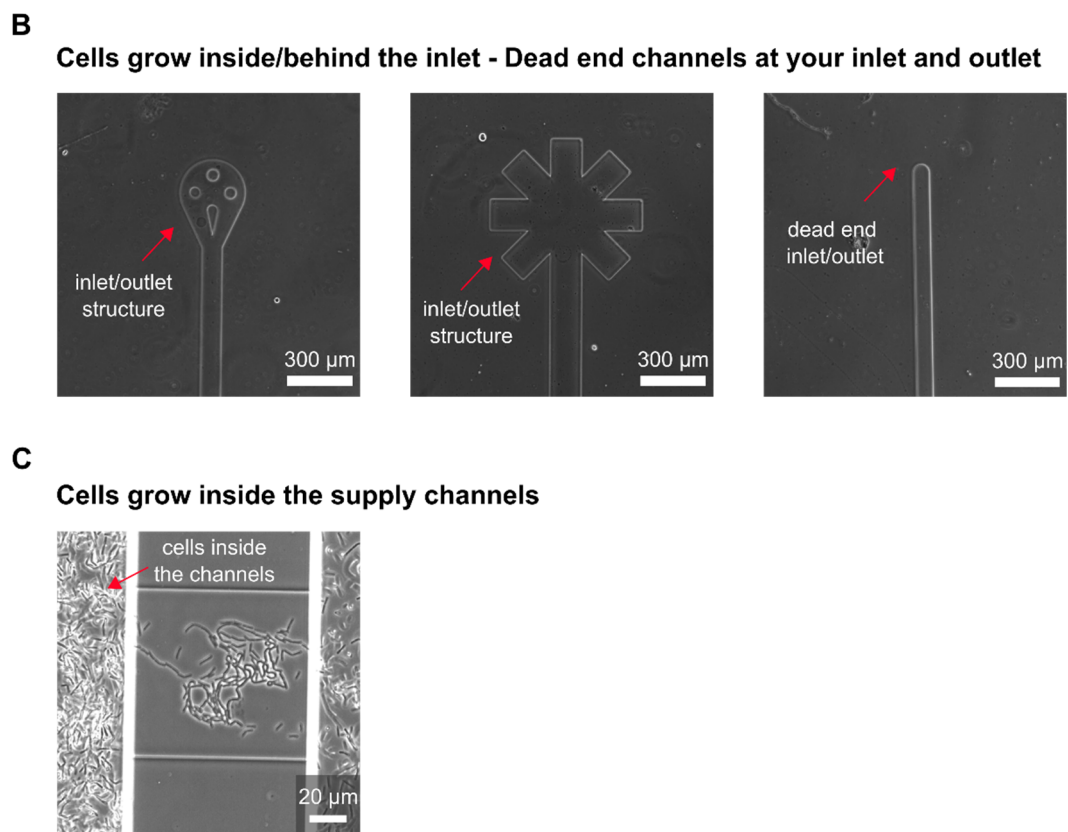 B
Cells grow inside/behind the inlet - Dead end channels at your inlet and outlet
inlet/outlet
structure
300 µm
inlet/outlet
structure
300 µm
dead end
inlet/outlet
300 µm
C
Cells grow inside the supply channels
cells inside
the channels
20 µm